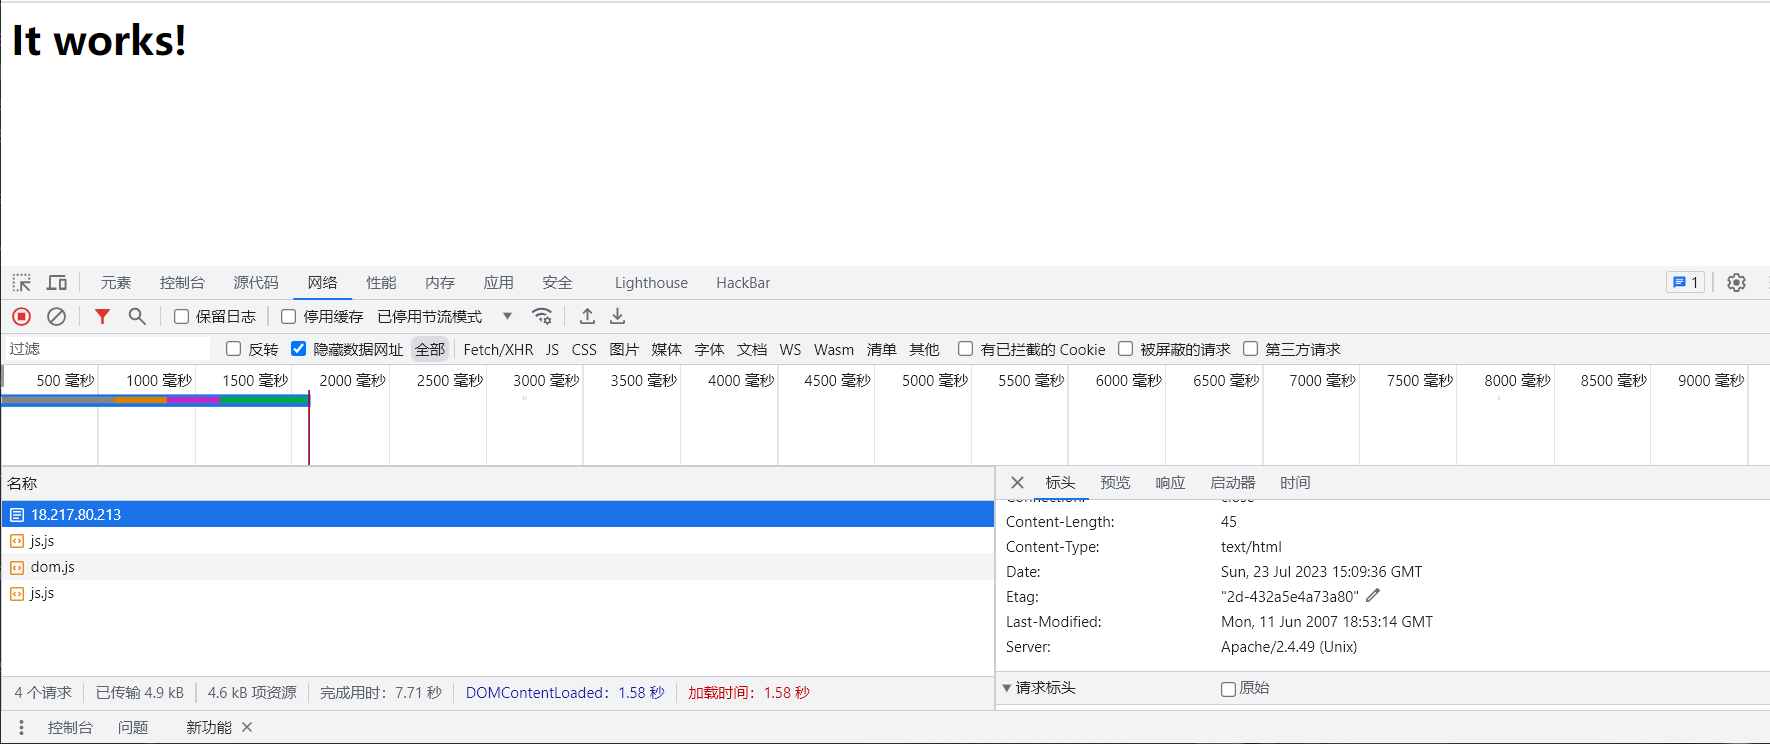 It works!
元素 控制台 源代码 网络 性能 内存 应用 安全 Lighthouse HackBar 1
保留日志 停用缓存 已停用节流模式
过滤 反转 隐藏数据网址 全部 Fetch/XHR JS CSS 图片 媒体 字体 文档 WS Wasm 清单 其他 有已拦截的 Cookie 被屏蔽的请求 第三方请求
500 毫秒 1000 毫秒 1500 毫秒 2000 毫秒 2500 毫秒 3000 毫秒 3500 毫秒 4000 毫秒 4500 毫秒 5000 毫秒 5500 毫秒 6000 毫秒 6500 毫秒 7000 毫秒 7500 毫秒 8000 毫秒 8500 毫秒 9000 毫秒
名称
18.217.80.213
js.js
dom.js
js.js
4 个请求 已传输 4.9 kB 4.6 kB 项资源 完成用时：7.71 秒 DOMContentLoaded：1.58 秒 加载时间：1.58 秒
标头 预览 响应 启动器 时间
Connection: close
Content-Length: 45
Content-Type: text/html
Date: Sun, 23 Jul 2023 15:09:36 GMT
Etag: "2d-432a5e4a73a80"
Last-Modified: Mon, 11 Jun 2007 18:53:14 GMT
Server: Apache/2.4.49 (Unix)
请求标头 原始
控制台 问题 新功能